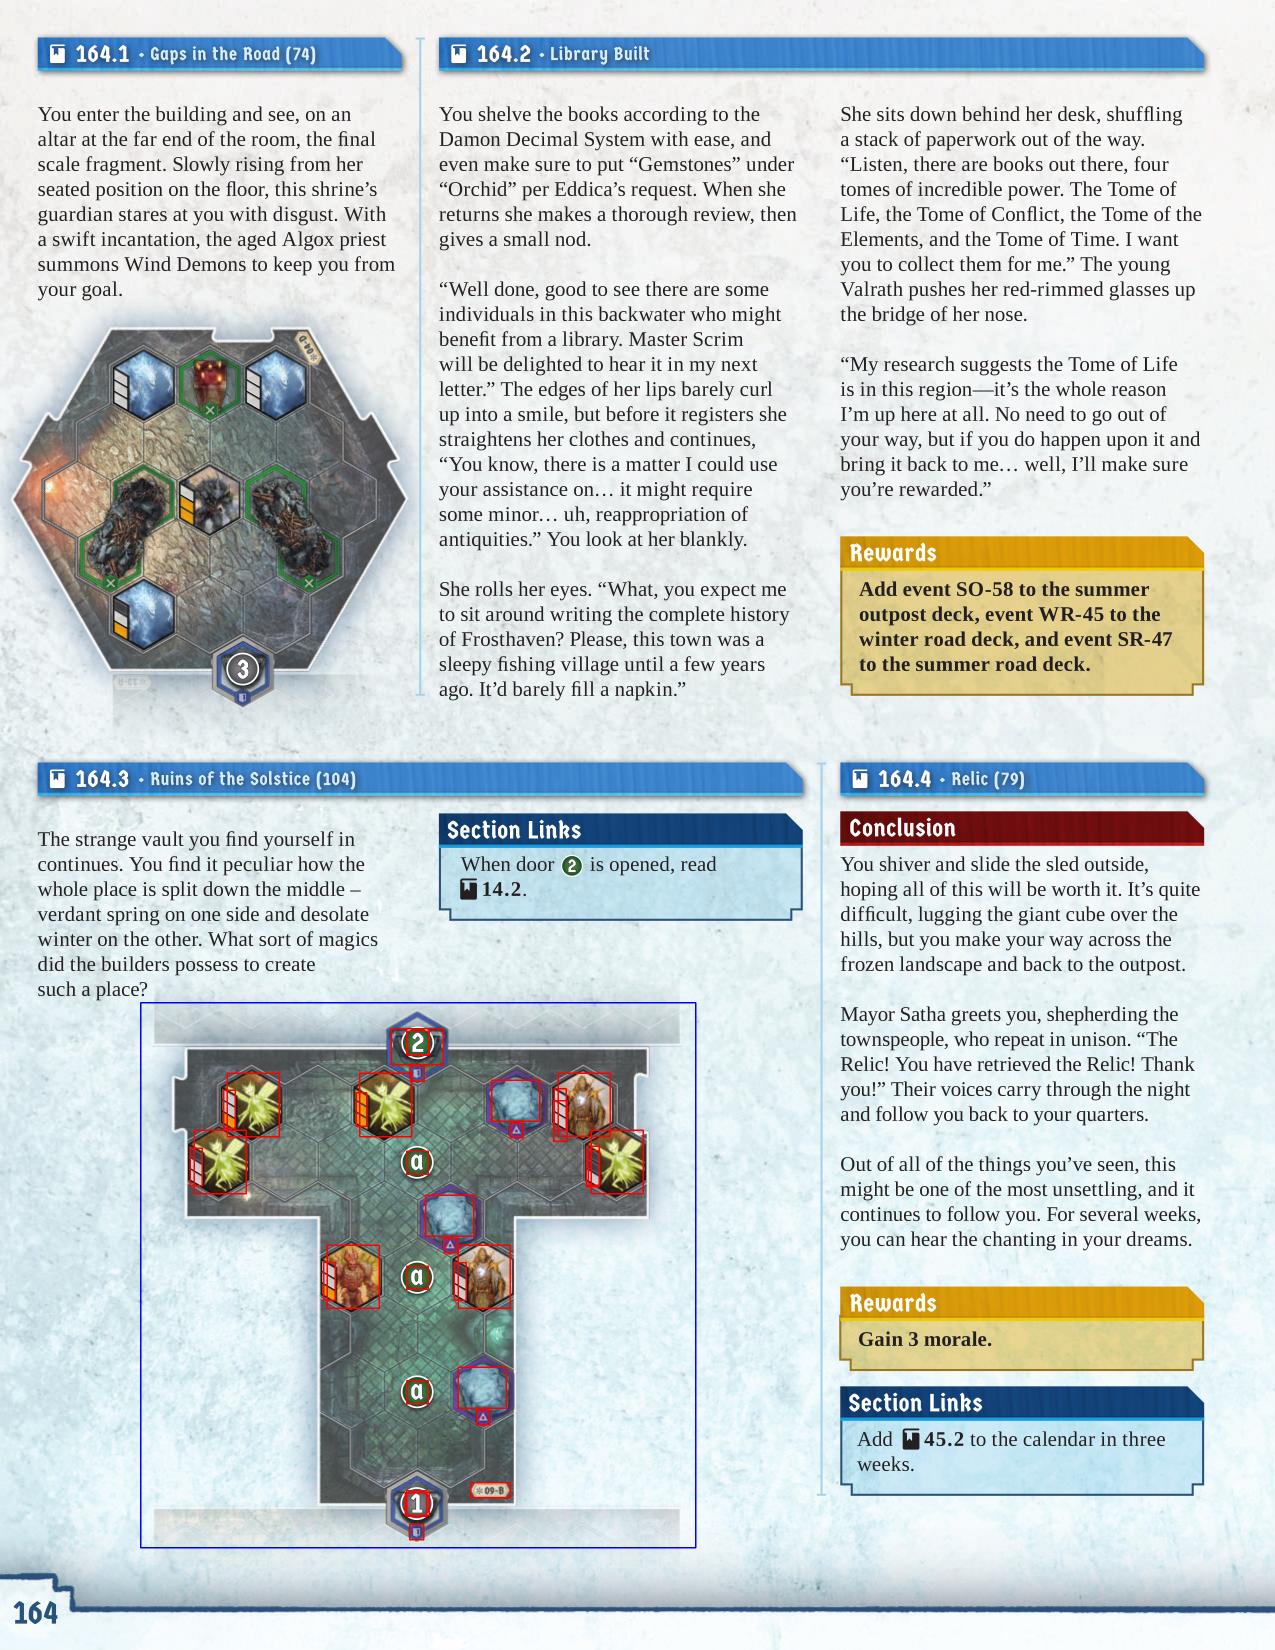 164.1 • Gaps in the Road (74)
You enter the building and see, on an
altar at the far end of the room, the final
scale fragment. Slowly rising from her
seated position on the floor, this shrine’s
guardian stares at you with disgust. With
a swift incantation, the aged Algox priest
summons Wind Demons to keep you from
your goal.
04-D
3
164.2 • Library Built
You shelve the books according to the
Damon Decimal System with ease, and
even make sure to put “Gemstones” under
“Orchid” per Eddica’s request. When she
returns she makes a thorough review, then
gives a small nod.
“Well done, good to see there are some
individuals in this backwater who might
benefit from a library. Master Scrim
will be delighted to hear it in my next
letter.” The edges of her lips barely curl
up into a smile, but before it registers she
straightens her clothes and continues,
“You know, there is a matter I could use
your assistance on… it might require
some minor… uh, reappropriation of
antiquities.” You look at her blankly.
She rolls her eyes. “What, you expect me
to sit around writing the complete history
of Frosthaven? Please, this town was a
sleepy fishing village until a few years
ago. It’d barely fill a napkin.”
She sits down behind her desk, shuffling
a stack of paperwork out of the way.
“Listen, there are books out there, four
tomes of incredible power. The Tome of
Life, the Tome of Conflict, the Tome of the
Elements, and the Tome of Time. I want
you to collect them for me.” The young
Valrath pushes her red-rimmed glasses up
the bridge of her nose.
“My research suggests the Tome of Life
is in this region—it’s the whole reason
I’m up here at all. No need to go out of
your way, but if you do happen upon it and
bring it back to me… well, I’ll make sure
you’re rewarded.”
Rewards
Add event SO-58 to the summer
outpost deck, event WR-45 to the
winter road deck, and event SR-47
to the summer road deck.
164.3 • Ruins of the Solstice (104)
The strange vault you find yourself in
continues. You find it peculiar how the
whole place is split down the middle –
verdant spring on one side and desolate
winter on the other. What sort of magics
did the builders possess to create
such a place?
Section Links
When door 2 is opened, read
14.2.
2
a
a
a
09-B
1
164.4 • Relic (79)
Conclusion
You shiver and slide the sled outside,
hoping all of this will be worth it. It’s quite
difficult, lugging the giant cube over the
hills, but you make your way across the
frozen landscape and back to the outpost.
Mayor Satha greets you, shepherding the
townspeople, who repeat in unison. “The
Relic! You have retrieved the Relic! Thank
you!” Their voices carry through the night
and follow you back to your quarters.
Out of all of the things you’ve seen, this
might be one of the most unsettling, and it
continues to follow you. For several weeks,
you can hear the chanting in your dreams.
Rewards
Gain 3 morale.
Section Links
Add 45.2 to the calendar in three
weeks.
164